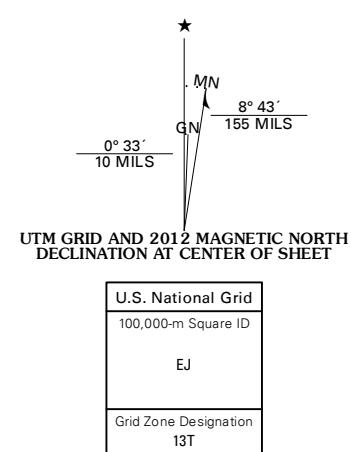 ★
MN
GN
8° 43´
155 MILS
0° 33´
10 MILS
UTM GRID AND 2012 MAGNETIC NORTH
DECLINATION AT CENTER OF SHEET
U.S. National Grid
100,000-m Square ID
EJ
Grid Zone Designation
13T